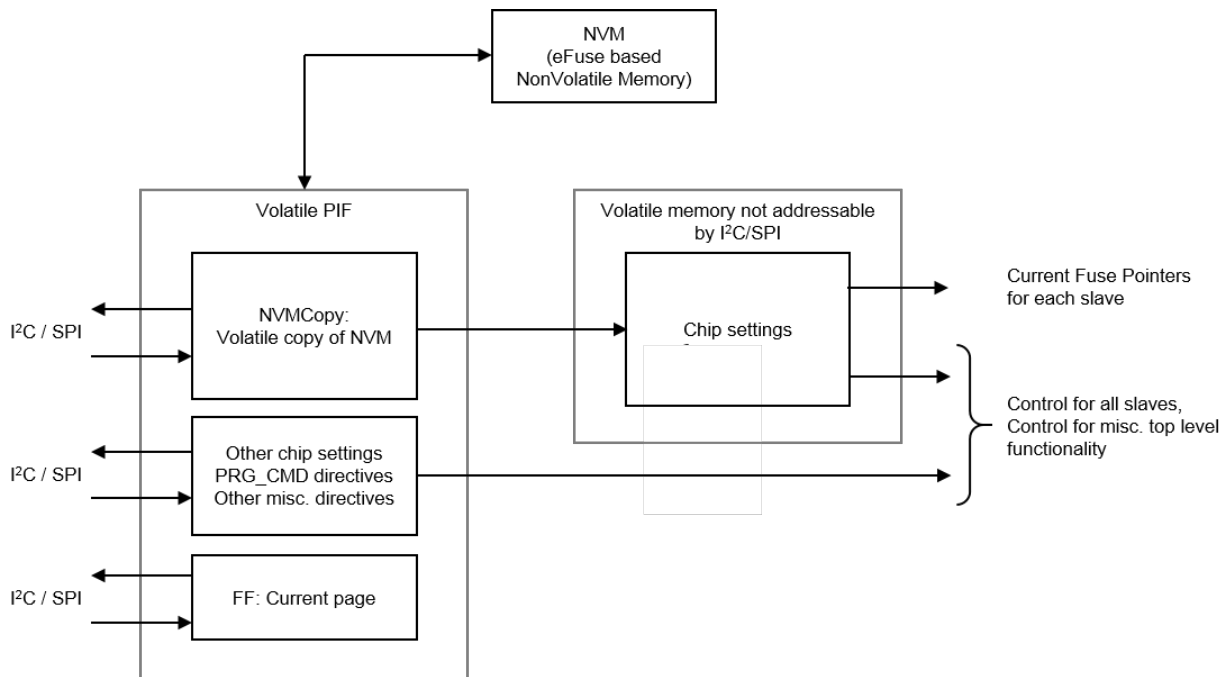 NVM
(eFuse based
NonVolatile Memory)
Volatile PIF
Volatile memory not addressable
by I²C/SPI
NVMCopy:
Volatile copy of NVM
I²C / SPI
Chip settings
Current Fuse Pointers
for each slave
Other chip settings
PRG_CMD directives
Other misc. directives
I²C / SPI
Control for all slaves,
Control for misc. top level
functionality
FF: Current page
I²C / SPI